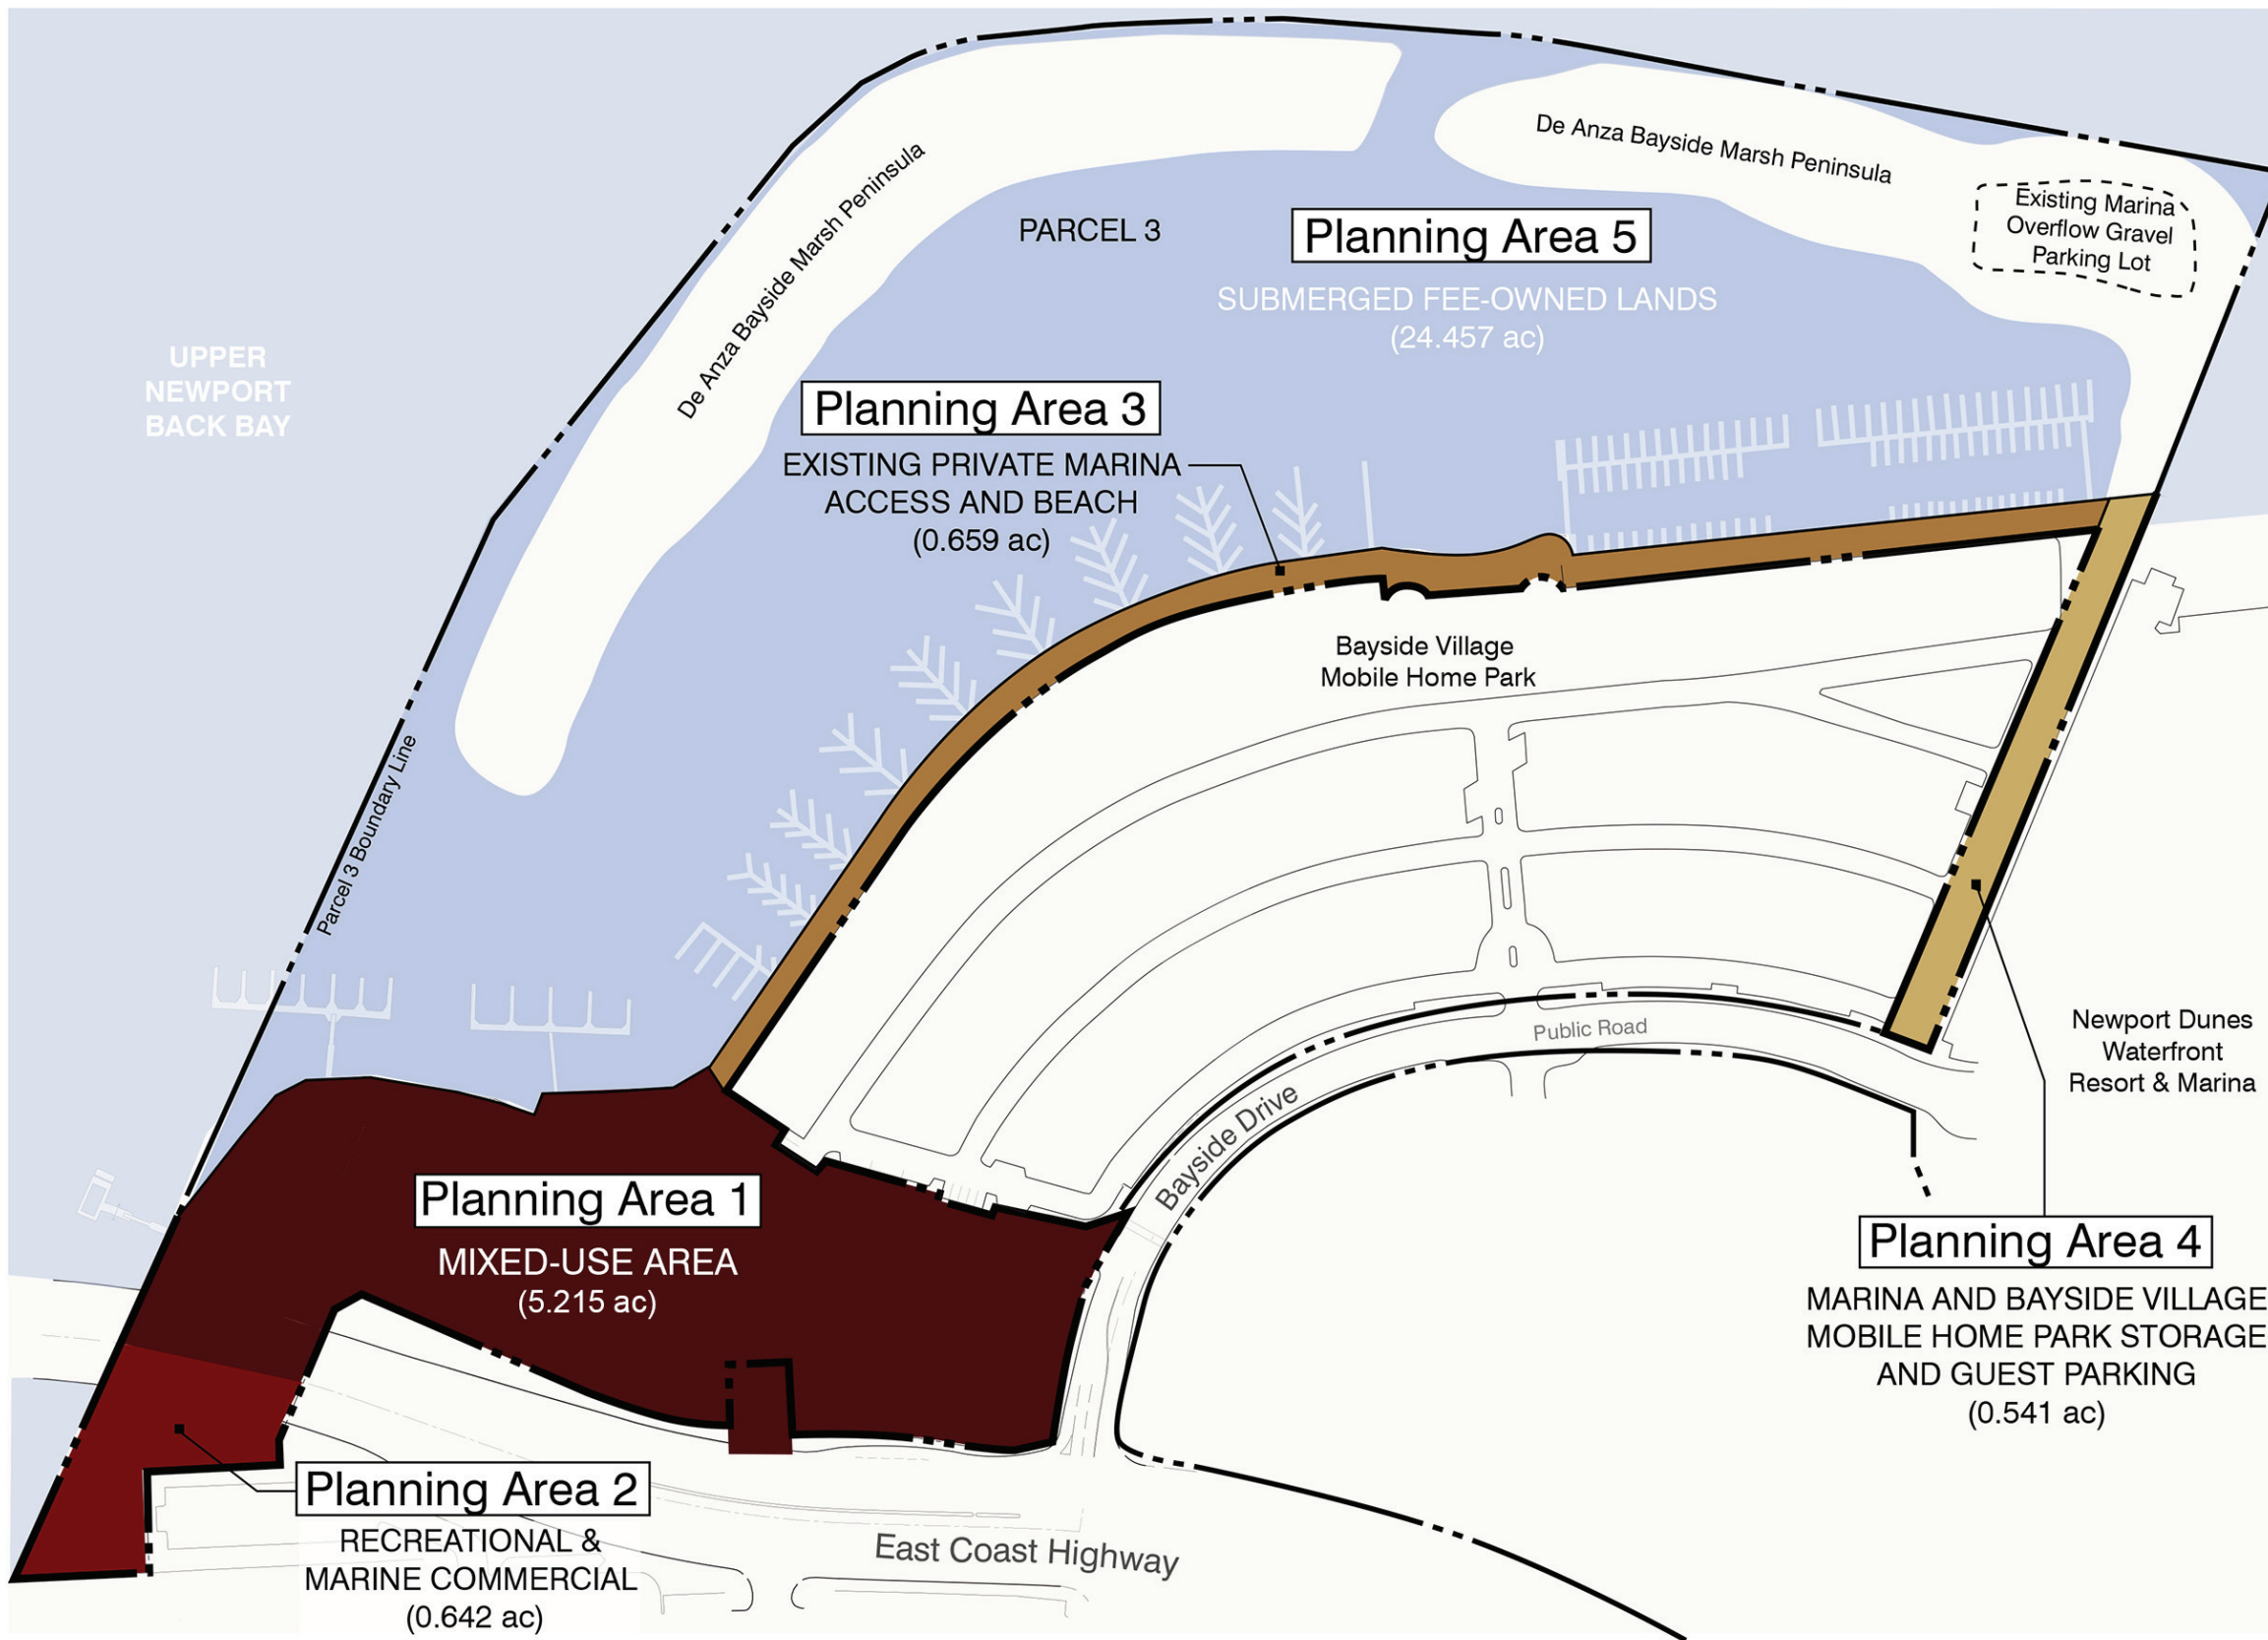 De Anza Bayside Marsh Peninsula
De Anza Bayside Marsh Peninsula
Existing Marina
Overflow Gravel
Parking Lot
PARCEL 3
Planning Area 5
SUBMERGED FEE-OWNED LANDS
(24.457 ac)
UPPER
NEWPORT
BACK BAY
Planning Area 3
EXISTING PRIVATE MARINA
ACCESS AND BEACH
(0.659 ac)
Bayside Village
Mobile Home Park
Parcel 3 Boundary Line
Public Road
Bayside Drive
Newport Dunes
Waterfront
Resort & Marina
Planning Area 1
MIXED-USE AREA
(5.215 ac)
Planning Area 4
MARINA AND BAYSIDE VILLAGE
MOBILE HOME PARK STORAGE
AND GUEST PARKING
(0.541 ac)
Planning Area 2
RECREATIONAL &
MARINE COMMERCIAL
(0.642 ac)
East Coast Highway